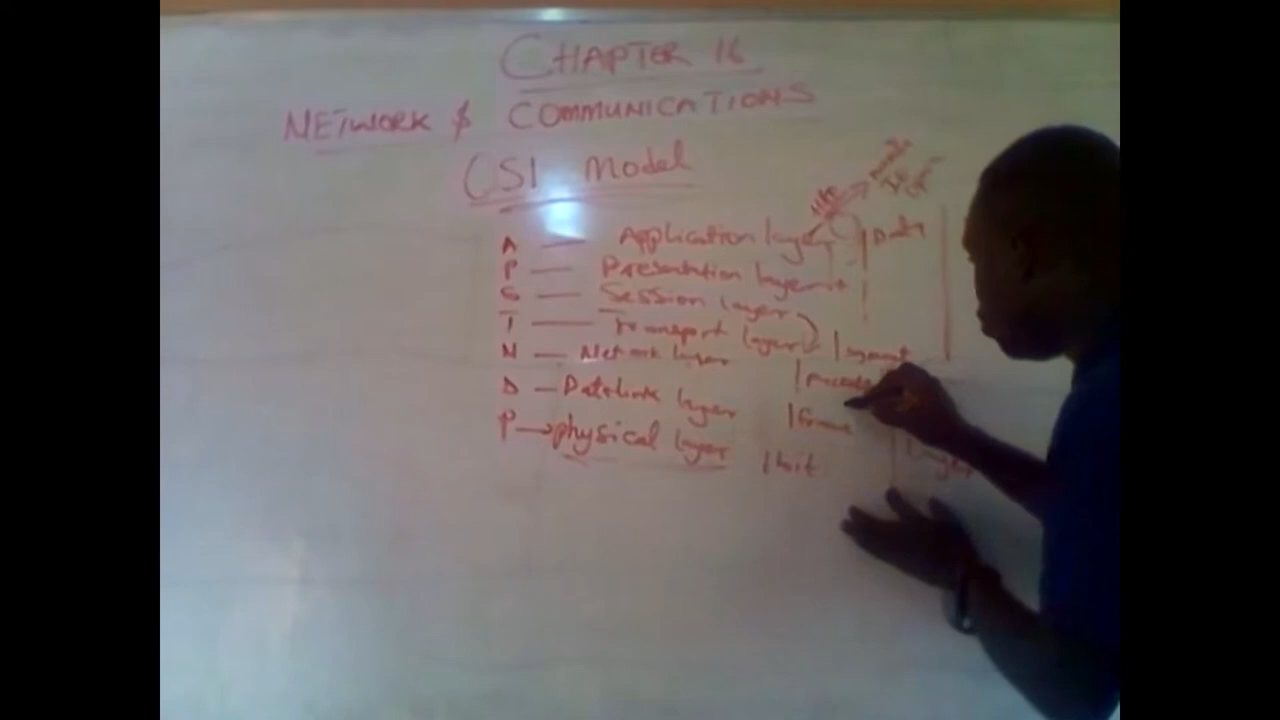 CHAPTER 16
NETWORK & COMMUNICATIONS
OSI Model
A — Application layer | Data
P — Presentation layer
S — Session layer
T — Transport layer | segment
N — Network layer
D — Datalink layer | frame
P → physical layer | bit
layer